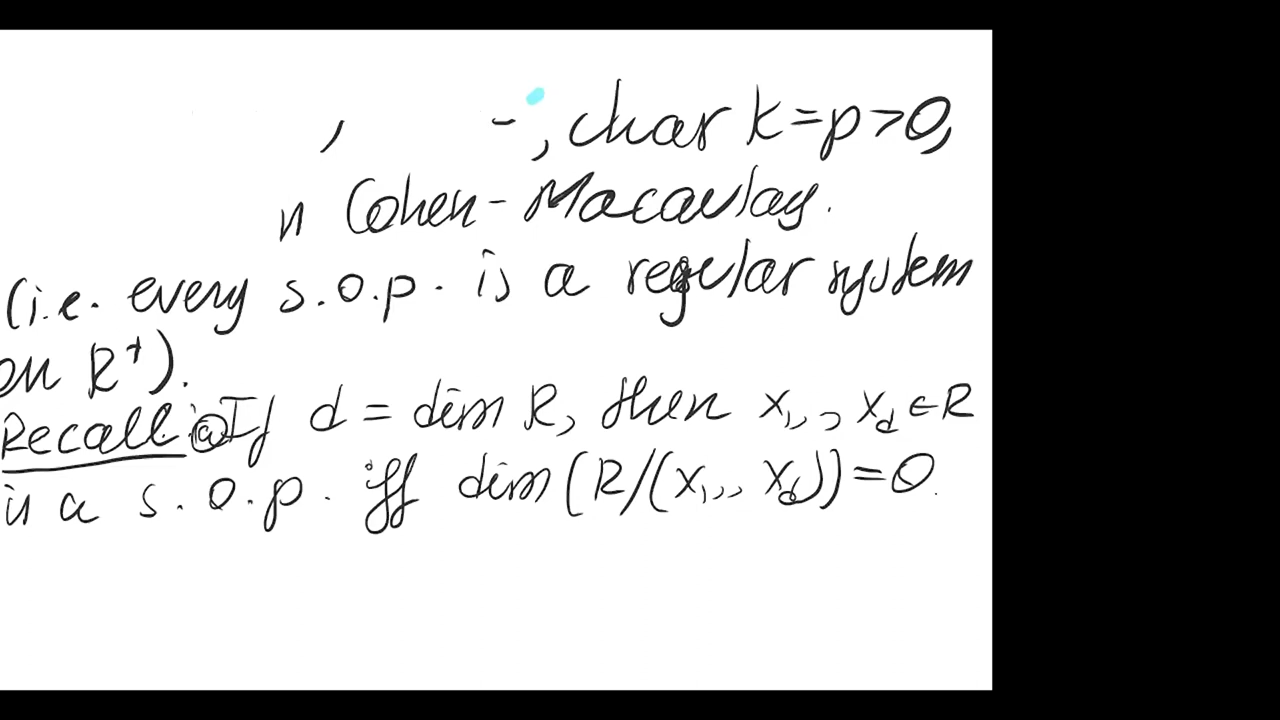 , char k=p>0,
n Cohen-Macaulay.
(i.e. every s.o.p. is a regular system
on R⁺).
Recall: ⓐ If d = dim R, then x₁,, x_d ∈ R
is a s.o.p. iff dim(R/(x₁,,, x_d))=0.